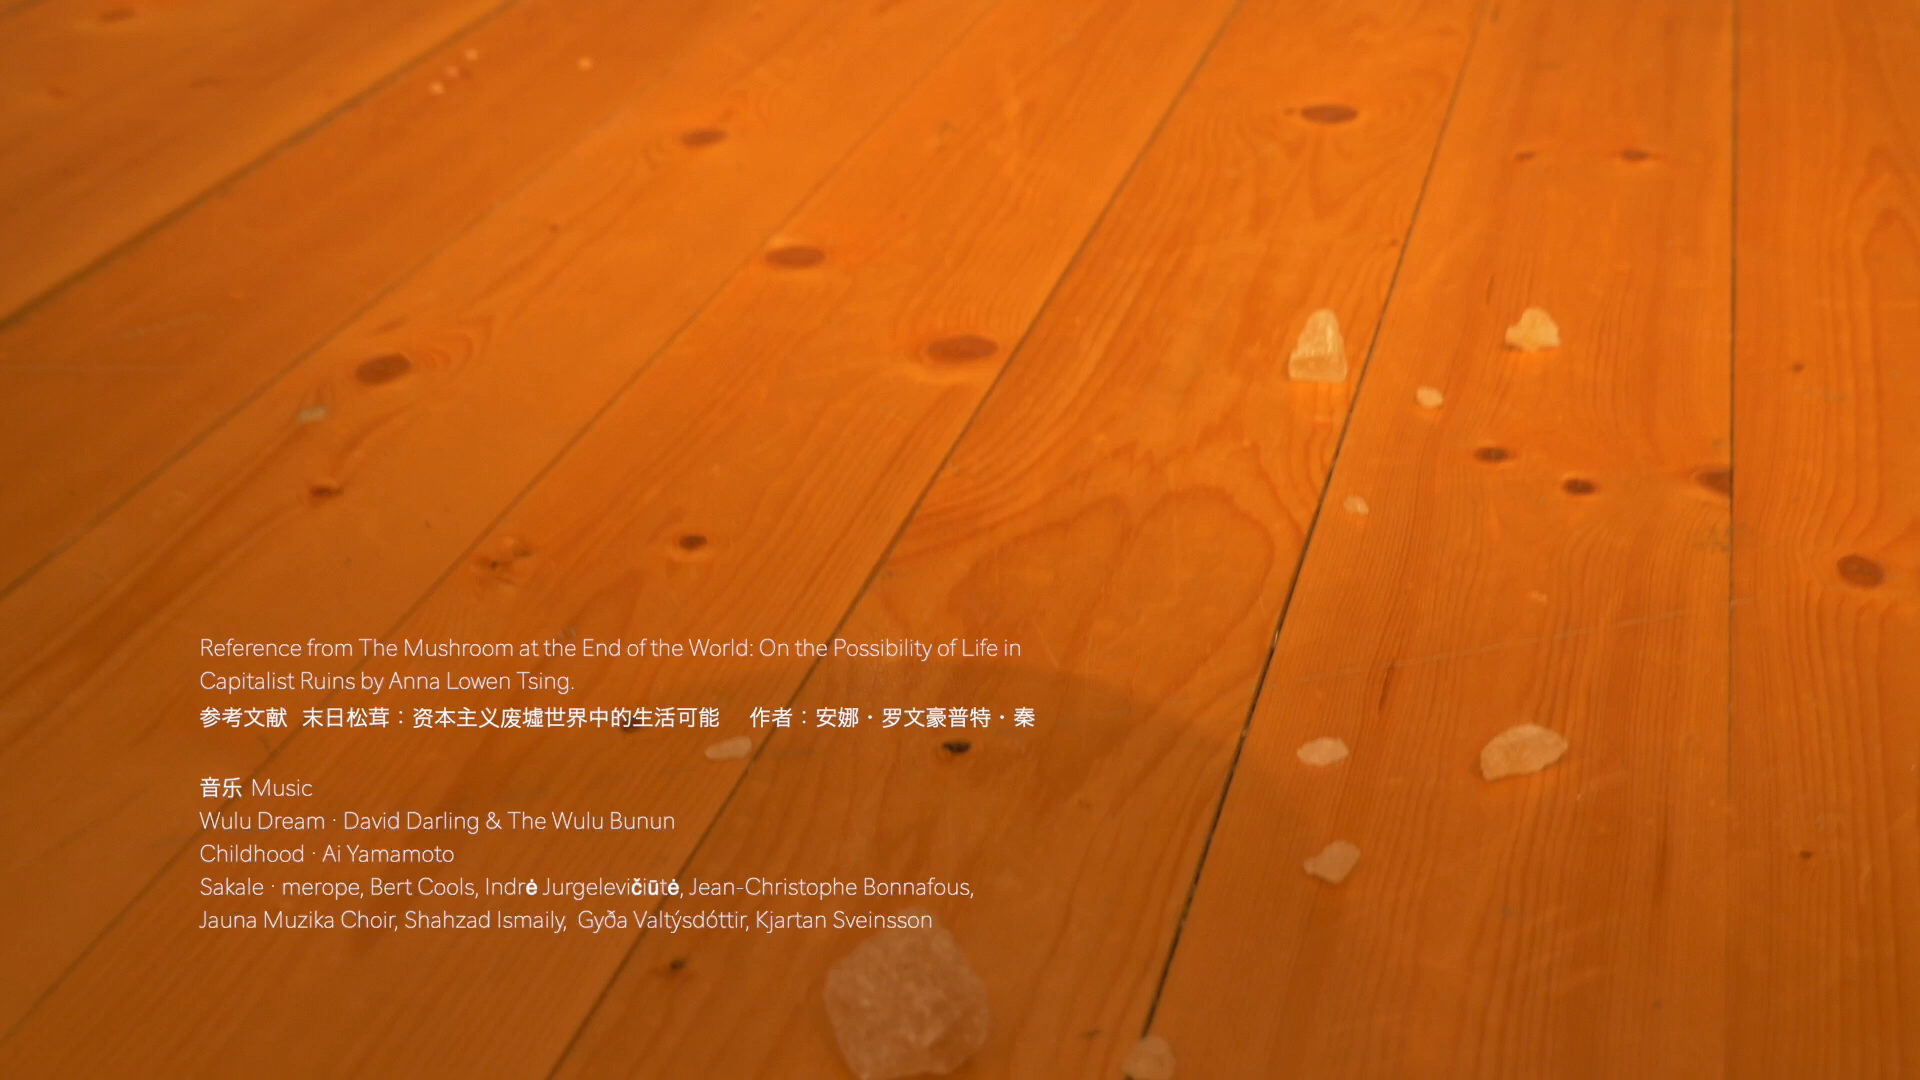 Reference from The Mushroom at the End of the World: On the Possibility of Life in
Capitalist Ruins by Anna Lowen Tsing.
参考文献 末日松茸：资本主义废墟世界中的生活可能 作者：安娜・罗文豪普特・秦
音乐 Music
Wulu Dream · David Darling & The Wulu Bunun
Childhood · Ai Yamamoto
Sakale · merope, Bert Cools, Indrė Jurgelevičiūtė, Jean-Christophe Bonnafous,
Jauna Muzika Choir, Shahzad Ismaily, Gyða Valtýsdóttir, Kjartan Sveinsson